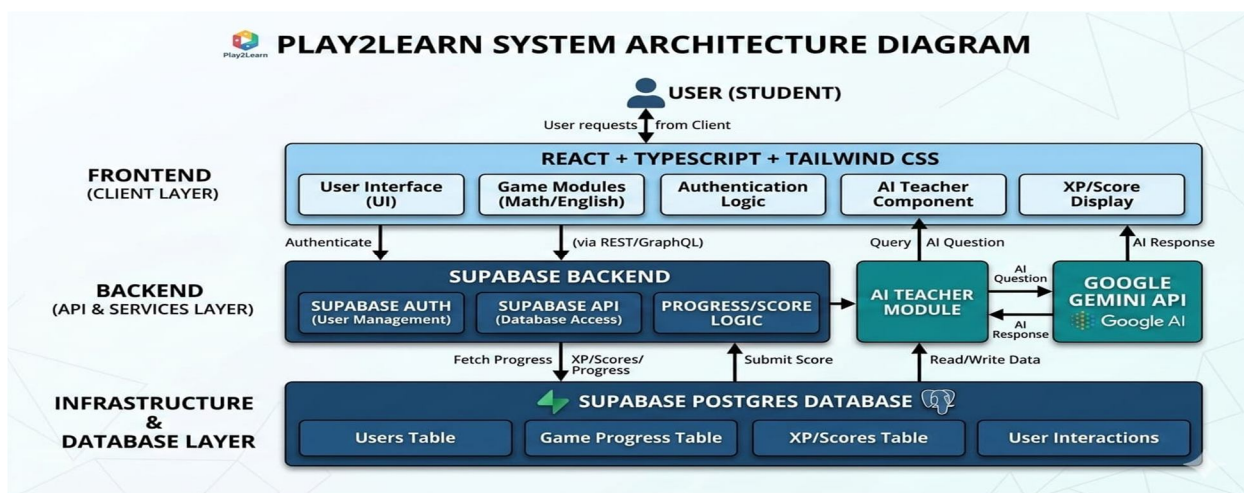 Play2Learn
PLAY2LEARN SYSTEM ARCHITECTURE DIAGRAM
USER (STUDENT)
User requests from Client
FRONTEND
(CLIENT LAYER)
REACT + TYPESCRIPT + TAILWIND CSS
User Interface
(UI)
Game Modules
(Math/English)
Authentication
Logic
AI Teacher
Component
XP/Score
Display
Authenticate
(via REST/GraphQL)
Query
AI Question
AI Response
BACKEND
(API & SERVICES LAYER)
SUPABASE BACKEND
SUPABASE AUTH
(User Management)
SUPABASE API
(Database Access)
PROGRESS/SCORE
LOGIC
AI TEACHER
MODULE
AI
Question
AI
Response
GOOGLE
GEMINI API
Google AI
Fetch Progress
XP/Scores/
Progress
Submit Score
Read/Write Data
INFRASTRUCTURE
&
DATABASE LAYER
SUPABASE POSTGRES DATABASE
Users Table
Game Progress Table
XP/Scores Table
User Interactions